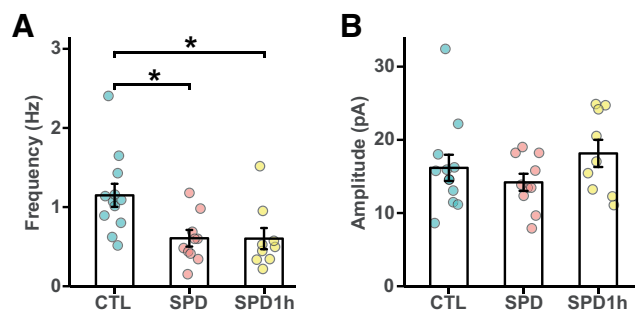 A
Frequency (Hz)
3
2
1
0
*
*
CTL
SPD
SPD1h
B
Amplitude (pA)
30
20
10
0
CTL
SPD
SPD1h